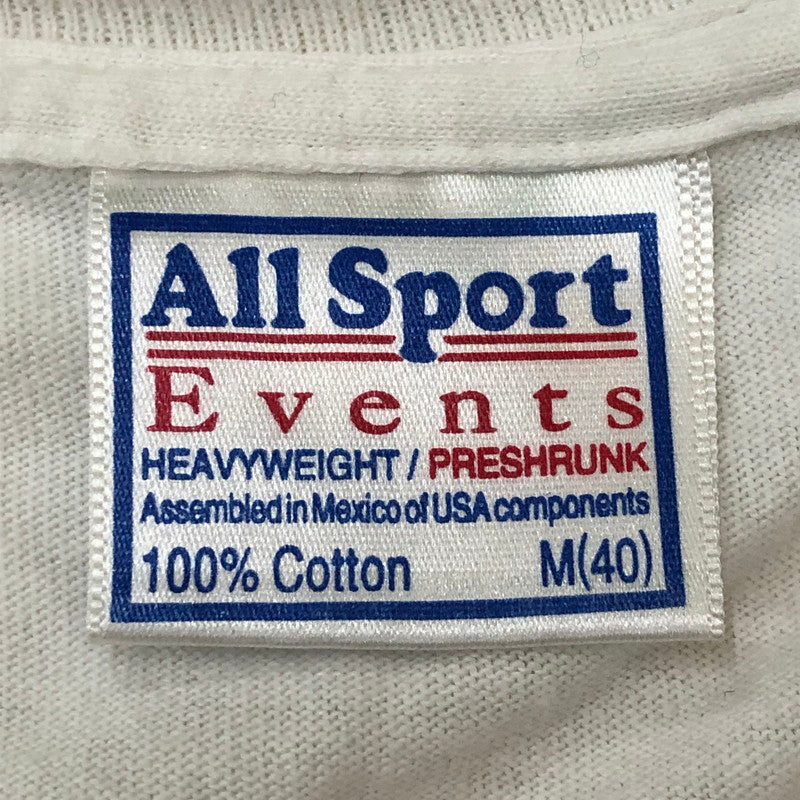 All Sport
Events
HEAVYWEIGHT / PRESHRUNK
Assembled in Mexico of USA components
100% Cotton M(40)